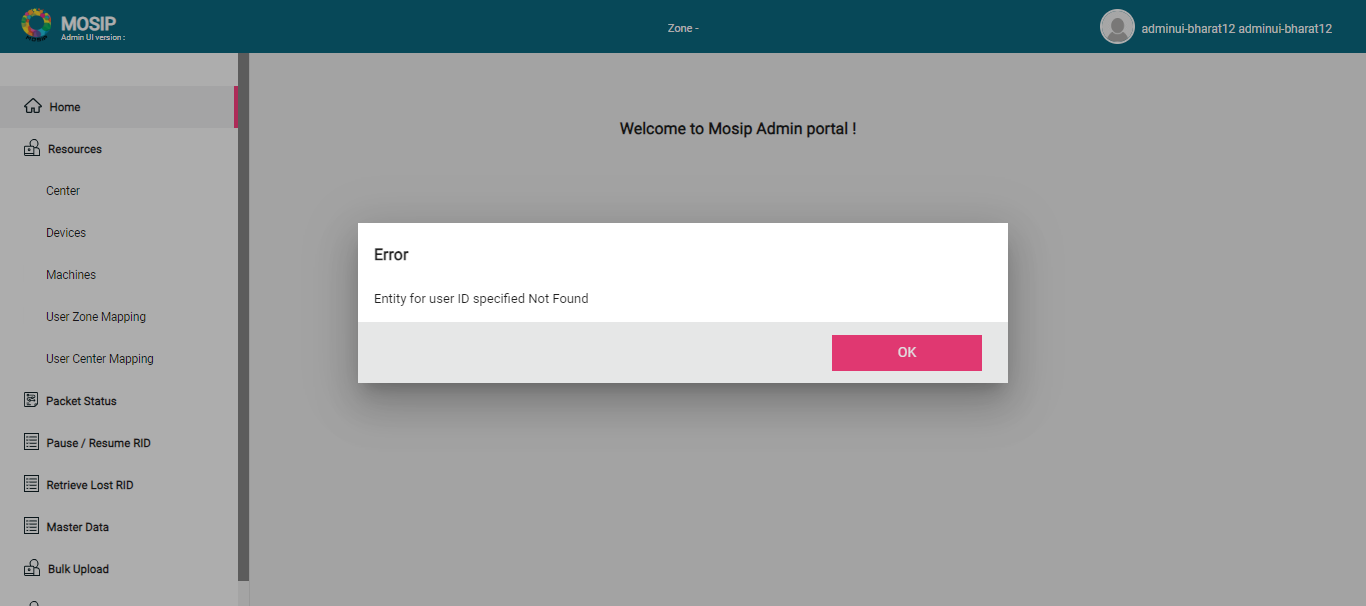 MOSIP
Admin UI version :
Zone -
adminui-bharat12 adminui-bharat12
Home
Resources
Center
Devices
Machines
User Zone Mapping
User Center Mapping
Packet Status
Pause / Resume RID
Retrieve Lost RID
Master Data
Bulk Upload
Welcome to Mosip Admin portal !
Error
Entity for user ID specified Not Found
OK